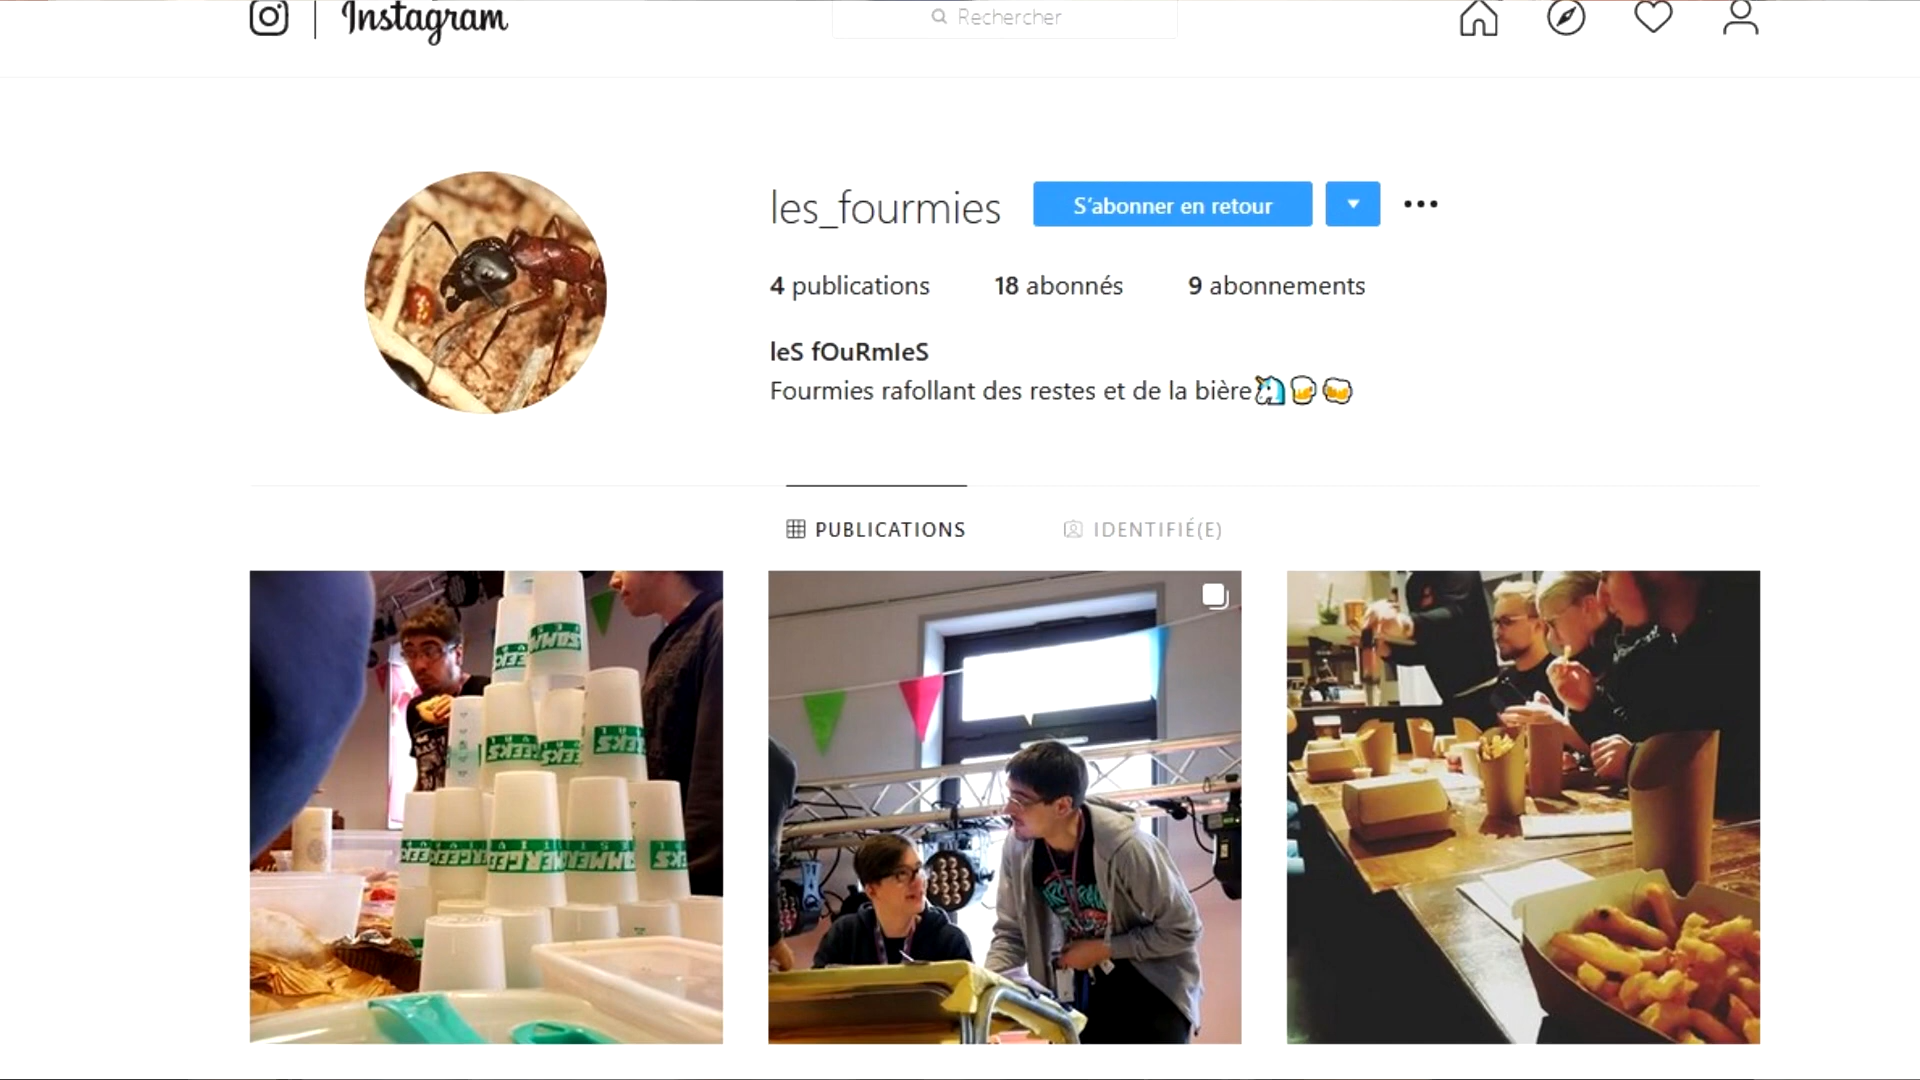 Instagram
Rechercher
les_fourmies
S'abonner en retour
4 publications 18 abonnés 9 abonnements
leS fOuRmIeS
Fourmies rafollant des restes et de la bière🦄🍺🍻
PUBLICATIONS
IDENTIFIÉ(E)